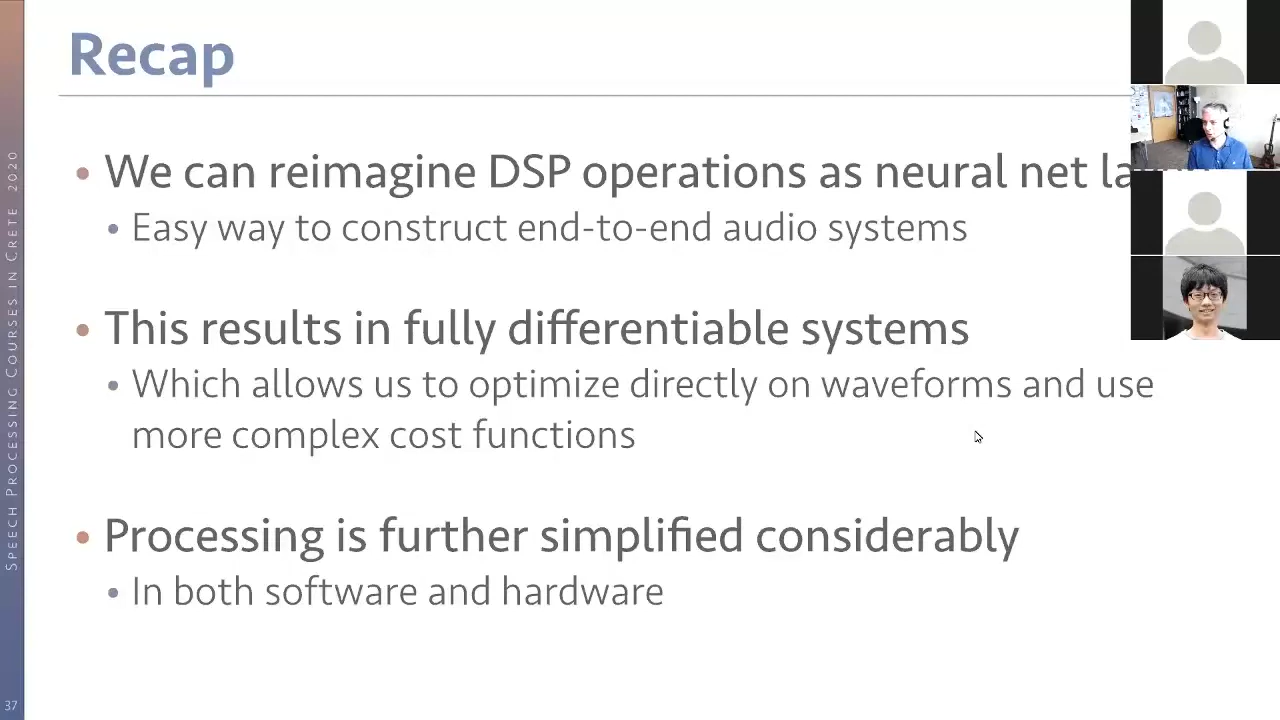 Recap
• We can reimagine DSP operations as neural net
• Easy way to construct end-to-end audio systems
• This results in fully differentiable systems
• Which allows us to optimize directly on waveforms and use
more complex cost functions
• Processing is further simplified considerably
• In both software and hardware
Speech Processing Courses in Crete 2020
37